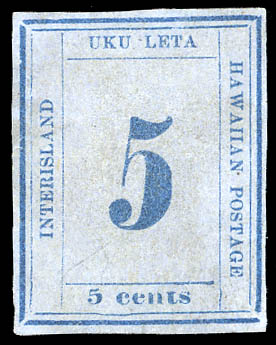 UKU LETA
INTERISLAND
HAWAIIAN POSTAGE
5
5 cents